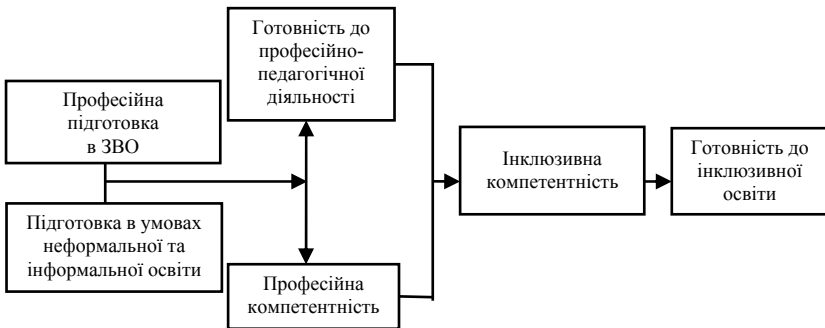 Готовність до
професійно-
педагогічної
діяльності
Професійна
підготовка
в ЗВО
Підготовка в умовах
неформальної та
інформальної освіти
Професійна
компетентність
Інклюзивна
компетентність
Готовність до
інклюзивної
освіти